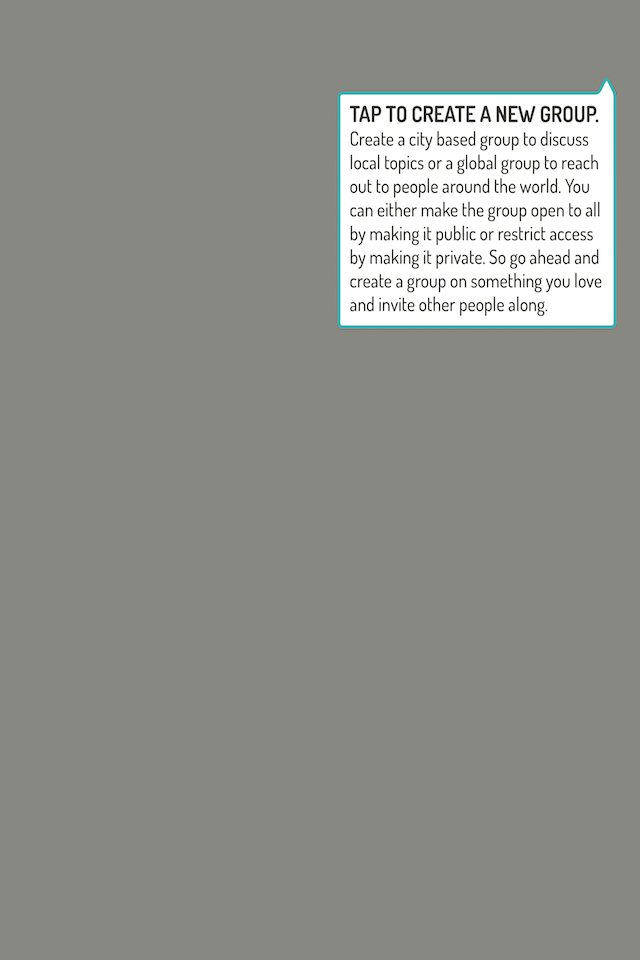 TAP TO CREATE A NEW GROUP.
Create a city based group to discuss
local topics or a global group to reach
out to people around the world. You
can either make the group open to all
by making it public or restrict access
by making it private. So go ahead and
create a group on something you love
and invite other people along.